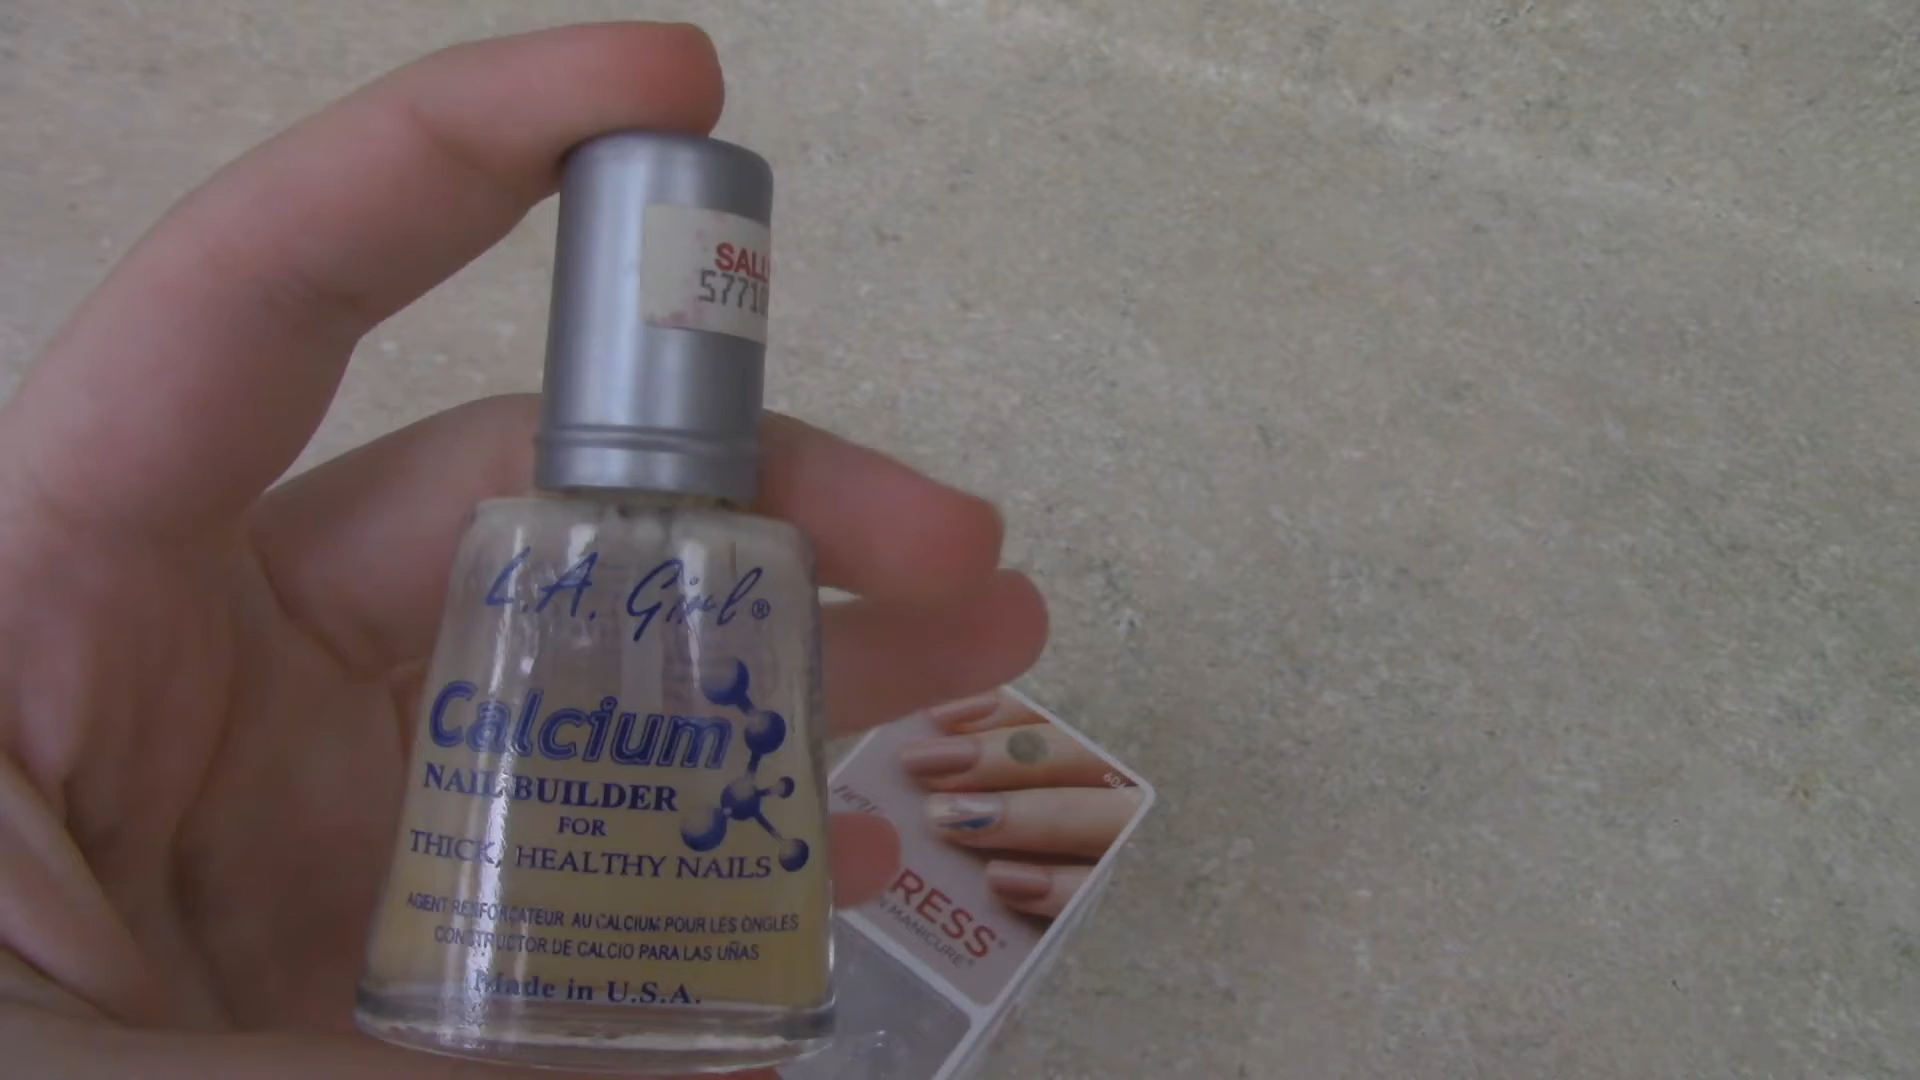 SALL
57710
L.A. Girl®
Calcium
NAIL BUILDER
FOR
THICK, HEALTHY NAILS
AGENT RENFORCATEUR AU CALCIUM POUR LES ONGLES
CONSTRUCTOR DE CALCIO PARA LAS UÑAS
Made in U.S.A.
RESS®
MANICURE®